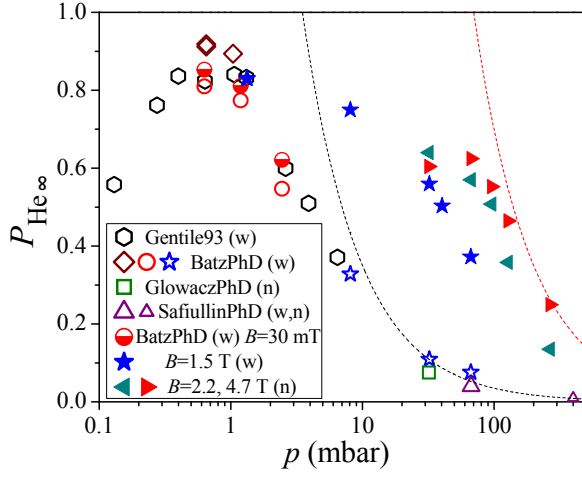 1.0
0.8
0.6
0.4
0.2
0.0
P_He∞
Gentile93 (w)
BatzPhD (w)
GlowaczPhD (n)
SafiullinPhD (w,n)
BatzPhD (w) B=30 mT
B=1.5 T (w)
B=2.2, 4.7 T (n)
0.1 1 10 100
p (mbar)